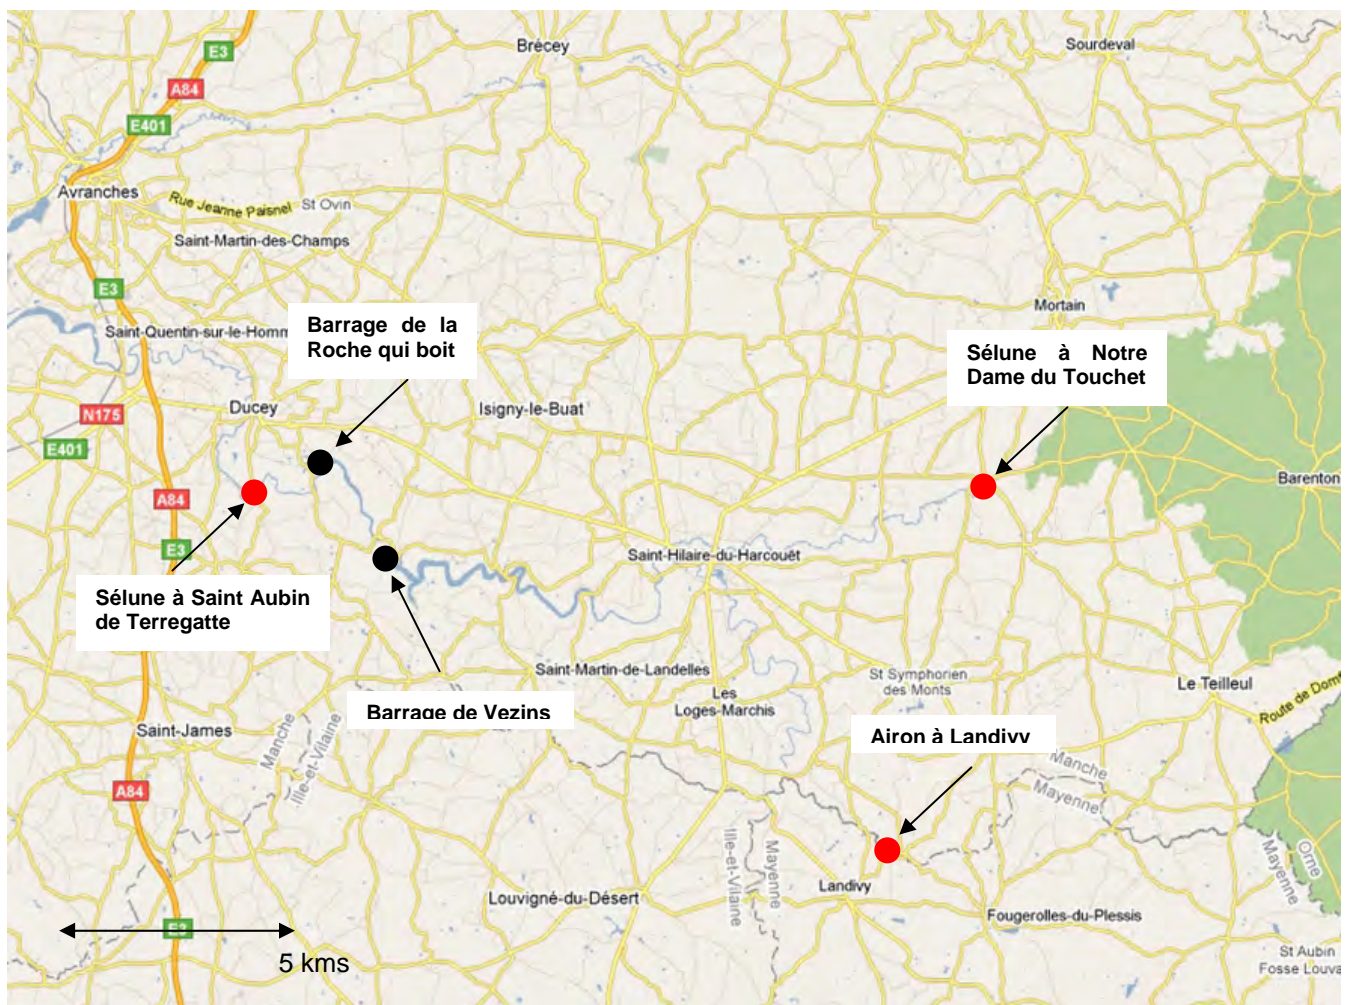 E3
Brécey
Sourdeval
A84
E401
Avranches
Rue Jeanne Paisnel
St Ovin
Saint-Martin-des-Champs
E3
Mortain
Saint-Quentin-sur-le-Homm
Barrage de la
Roche qui boit
Sélune à Notre
Dame du Touchet
N175
Ducey
Isigny-le-Buat
E401
Barenton
A84
E3
Saint-Hilaire-du-Harcouët
Sélune à Saint Aubin
de Terregatte
Saint-Martin-de-Landelles
St Symphorien
des Monts
Le Teilleul
Les
Loges-Marchis
Route de Domf
Barrage de Vezins
Saint-James
Manche
Ille-et-Vilaine
Airon à Landivy
Manche
Mayenne
A84
Ille-et-Vilaine
Mayenne
Orne
Mayenne
Landivy
Louvigné-du-Désert
Fougerolles-du-Plessis
E3
5 kms
St Aubin
Fosse Louva